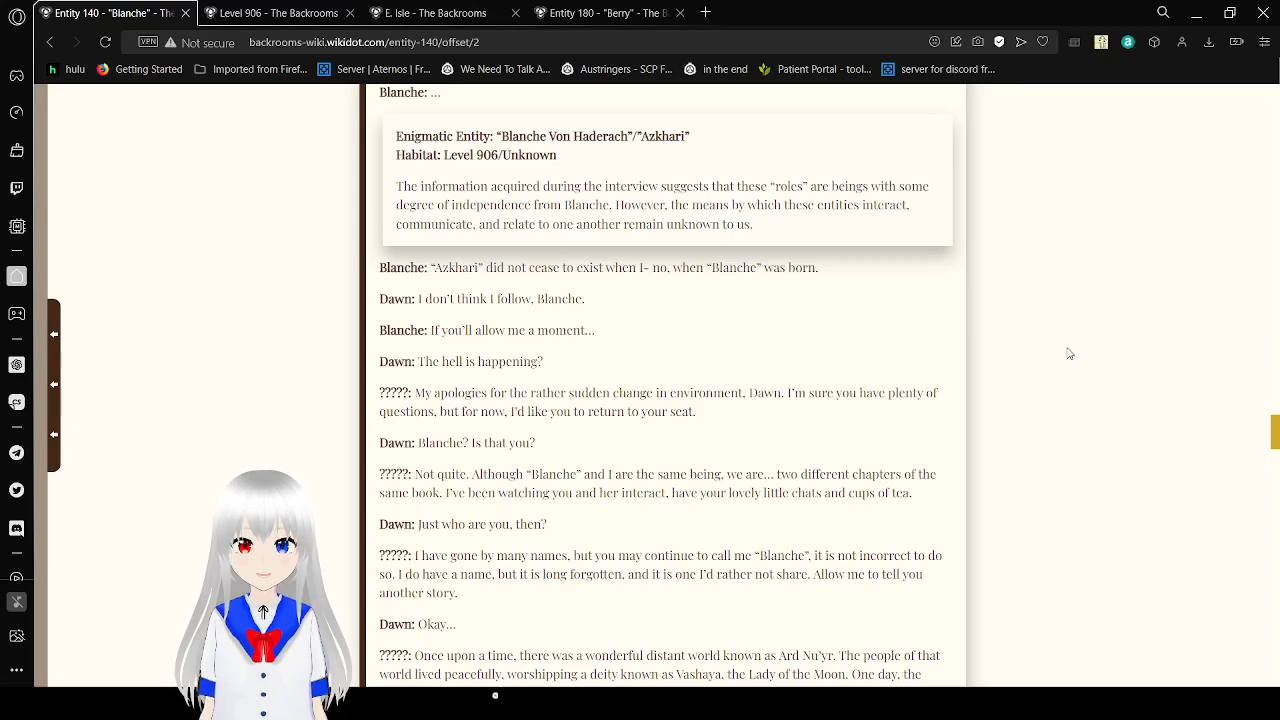 Entity 140 - "Blanche" - The
Level 906 - The Backrooms
E. Isle - The Backrooms
Entity 180 - "Berry" - The B
VPN
Not secure
backrooms-wiki.wikidot.com/entity-140/offset/2
hulu
Getting Started
Imported from Firef...
Server | Aternos | Fr...
We Need To Talk A...
Austringers - SCP F...
in the end
Patient Portal - tool...
server for discord fr...
Blanche: ...
Enigmatic Entity: “Blanche Von Haderach”/”Azkhari”
Habitat: Level 906/Unknown
The information acquired during the interview suggests that these “roles” are beings with some
degree of independence from Blanche. However, the means by which these entities interact,
communicate, and relate to one another remain unknown to us.
Blanche: “Azkhari” did not cease to exist when I- no, when “Blanche” was born.
Dawn: I don’t think I follow, Blanche.
Blanche: If you’ll allow me a moment…
Dawn: The hell is happening?
?????: My apologies for the rather sudden change in environment, Dawn. I’m sure you have plenty of
questions, but for now, I’d like you to return to your seat.
Dawn: Blanche? Is that you?
?????: Not quite. Although “Blanche” and I are the same being, we are… two different chapters of the
same book. I’ve been watching you and her interact, have your lovely little chats and cups of tea.
Dawn: Just who are you, then?
?????: I have gone by many names, but you may continue to call me “Blanche”, it is not incorrect to do
so. I do have a name, but it is long forgotten, and it is one I’d rather not share. Allow me to tell you
another story.
Dawn: Okay…
?????: Once upon a time, there was a wonderful distant world known as Ard Nu’yr. The people of that
world lived peacefully, worshipping a deity known as Vashaya, the Lady of the Moon. One day, the